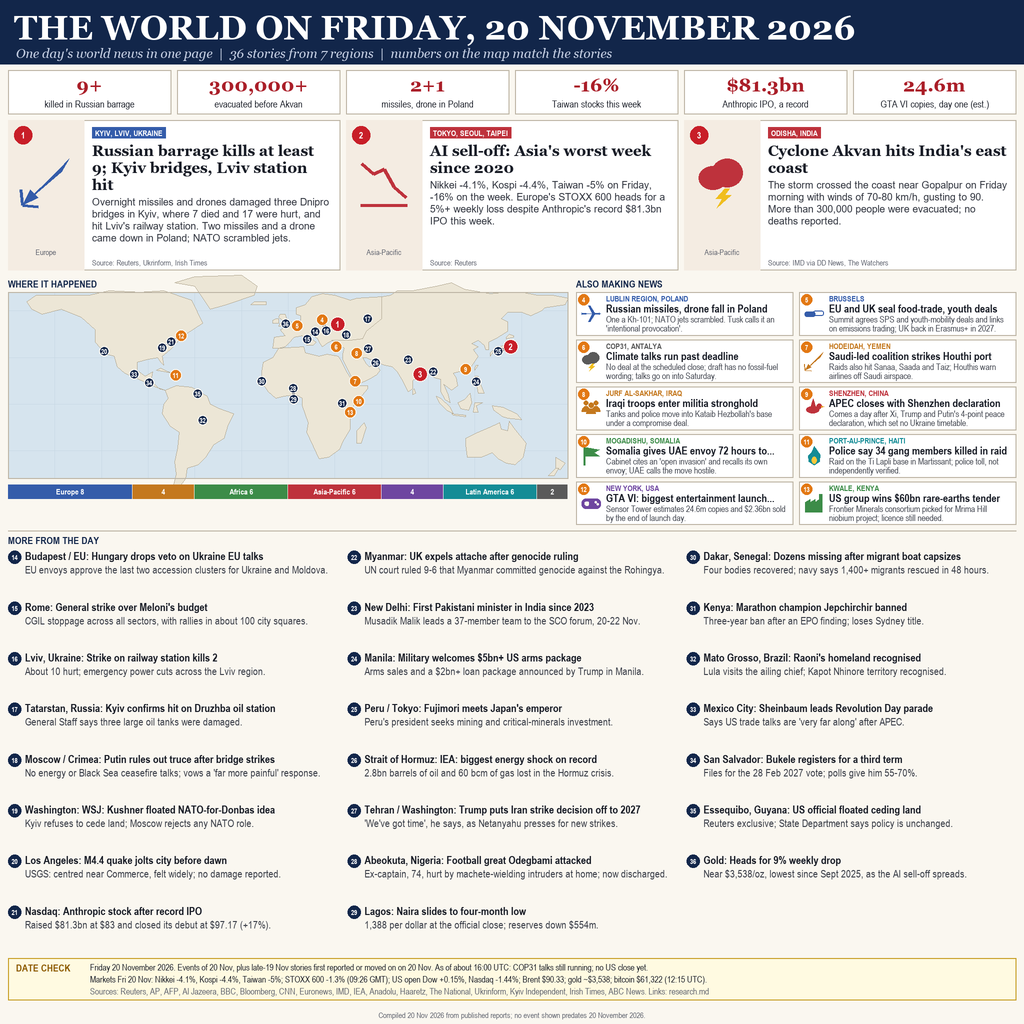 THE WORLD ON FRIDAY, 20 NOVEMBER 2026
One day's world news in one page | 36 stories from 7 regions | numbers on the map match the stories
9+
killed in Russian barrage
300,000+
evacuated before Akvan
2+1
missiles, drone in Poland
-16%
Taiwan stocks this week
$81.3bn
Anthropic IPO, a record
24.6m
GTA VI copies, day one (est.)
1
Europe
KYIV, LVIV, UKRAINE
Russian barrage kills at least
9; Kyiv bridges, Lviv station
hit
Overnight missiles and drones damaged three Dnipro
bridges in Kyiv, where 7 died and 17 were hurt, and
hit Lviv's railway station. Two missiles and a drone
came down in Poland; NATO scrambled jets.
Source: Reuters, Ukrinform, Irish Times
2
Asia-Pacific
TOKYO, SEOUL, TAIPEI
AI sell-off: Asia's worst week
since 2020
Nikkei -4.1%, Kospi -4.4%, Taiwan -5% on Friday,
-16% on the week. Europe's STOXX 600 heads for a
5%+ weekly loss despite Anthropic's record $81.3bn
IPO this week.
Source: Reuters
3
Asia-Pacific
ODISHA, INDIA
Cyclone Akvan hits India's east
coast
The storm crossed the coast near Gopalpur on Friday
morning with winds of 70-80 km/h, gusting to 90.
More than 300,000 people were evacuated; no
deaths reported.
Source: IMD via DD News, The Watchers
WHERE IT HAPPENED
Europe 8
4
Africa 6
Asia-Pacific 6
4
Latin America 6
2
ALSO MAKING NEWS
4
LUBLIN REGION, POLAND
Russian missiles, drone fall in Poland
One a Kh-101; NATO jets scrambled. Tusk calls it an
'intentional provocation'.
5
BRUSSELS
EU and UK seal food-trade, youth deals
Summit agrees SPS and youth-mobility deals and links
on emissions trading; UK back in Erasmus+ in 2027.
6
COP31, ANTALYA
Climate talks run past deadline
No deal at the scheduled close; draft has no fossil-fuel
wording; talks go on into Saturday.
7
HODEIDAH, YEMEN
Saudi-led coalition strikes Houthi port
Raids also hit Sanaa, Saada and Taiz; Houthis warn
airlines off Saudi airspace.
8
JURF AL-SAKHAR, IRAQ
Iraqi troops enter militia stronghold
Tanks and police move into Kataib Hezbollah's base
under a compromise deal.
9
SHENZHEN, CHINA
APEC closes with Shenzhen declaration
Comes a day after Xi, Trump and Putin's 4-point peace
declaration, which set no Ukraine timetable.
10
MOGADISHU, SOMALIA
Somalia gives UAE envoy 72 hours to...
Cabinet cites an 'open invasion' and recalls its own
envoy; UAE calls the move hostile.
11
PORT-AU-PRINCE, HAITI
Police say 34 gang members killed in raid
Raid on the Ti Lapli base in Martissant; police toll, not
independently verified.
12
NEW YORK, USA
GTA VI: biggest entertainment launch...
Sensor Tower estimates 24.6m copies and $2.36bn sold
by the end of launch day.
13
KWALE, KENYA
US group wins $60bn rare-earths tender
Frontier Minerals consortium picked for Mrima Hill
niobium project; licence still needed.
MORE FROM THE DAY
14 Budapest / EU: Hungary drops veto on Ukraine EU talks
EU envoys approve the last two accession clusters for Ukraine and Moldova.
15 Rome: General strike over Meloni's budget
CGIL stoppage across all sectors, with rallies in about 100 city squares.
16 Lviv, Ukraine: Strike on railway station kills 2
About 10 hurt; emergency power cuts across the Lviv region.
17 Tatarstan, Russia: Kyiv confirms hit on Druzhba oil station
General Staff says three large oil tanks were damaged.
18 Moscow / Crimea: Putin rules out truce after bridge strikes
No energy or Black Sea ceasefire talks; vows a 'far more painful' response.
19 Washington: WSJ: Kushner floated NATO-for-Donbas idea
Kyiv refuses to cede land; Moscow rejects any NATO role.
20 Los Angeles: M4.4 quake jolts city before dawn
USGS: centred near Commerce, felt widely; no damage reported.
21 Nasdaq: Anthropic stock after record IPO
Raised $81.3bn at $83 and closed its debut at $97.17 (+17%).
22 Myanmar: UK expels attache after genocide ruling
UN court ruled 9-6 that Myanmar committed genocide against the Rohingya.
23 New Delhi: First Pakistani minister in India since 2023
Musadik Malik leads a 37-member team to the SCO forum, 20-22 Nov.
24 Manila: Military welcomes $5bn+ US arms package
Arms sales and a $2bn+ loan package announced by Trump in Manila.
25 Peru / Tokyo: Fujimori meets Japan's emperor
Peru's president seeks mining and critical-minerals investment.
26 Strait of Hormuz: IEA: biggest energy shock on record
2.8bn barrels of oil and 60 bcm of gas lost in the Hormuz crisis.
27 Tehran / Washington: Trump puts Iran strike decision off to 2027
'We've got time', he says, as Netanyahu presses for new strikes.
28 Abeokuta, Nigeria: Football great Odegbami attacked
Ex-captain, 74, hurt by machete-wielding intruders at home; now discharged.
29 Lagos: Naira slides to four-month low
1,388 per dollar at the official close; reserves down $554m.
30 Dakar, Senegal: Dozens missing after migrant boat capsizes
Four bodies recovered; navy says 1,400+ migrants rescued in 48 hours.
31 Kenya: Marathon champion Jepchirchir banned
Three-year ban after an EPO finding; loses Sydney title.
32 Mato Grosso, Brazil: Raoni's homeland recognised
Lula visits the ailing chief; Kapot Nhinore territory recognised.
33 Mexico City: Sheinbaum leads Revolution Day parade
Says US trade talks are 'very far along' after APEC.
34 San Salvador: Bukele registers for a third term
Files for the 28 Feb 2027 vote; polls give him 55-70%.
35 Essequibo, Guyana: US official floated ceding land
Reuters exclusive; State Department says policy is unchanged.
36 Gold: Heads for 9% weekly drop
Near $3,538/oz, lowest since Sept 2025, as the AI sell-off spreads.
DATE CHECK
Friday 20 November 2026. Events of 20 Nov, plus late-19 Nov stories first reported or moved on on 20 Nov. As of about 16:00 UTC: COP31 talks still running; no US close yet.
Markets Fri 20 Nov: Nikkei -4.1%, Kospi -4.4%, Taiwan -5%, STOXX 600 -1.3% (09:26 GMT); US open Dow +0.15%, Nasdaq -1.44%; Brent $90.33; gold ~$3,538; bitcoin $61,322 (12:15 UTC).
Sources: Reuters, AP, AFP, Al Jazeera, BBC, Bloomberg, CNN, Euronews, IMD, IEA, Anadolu, Haaretz, The National, Ukrinform, Kyiv Independent, Irish Times, ABC News. Links: research.md
Compiled 20 Nov 2026 from published reports; no event shown predates 20 November 2026.